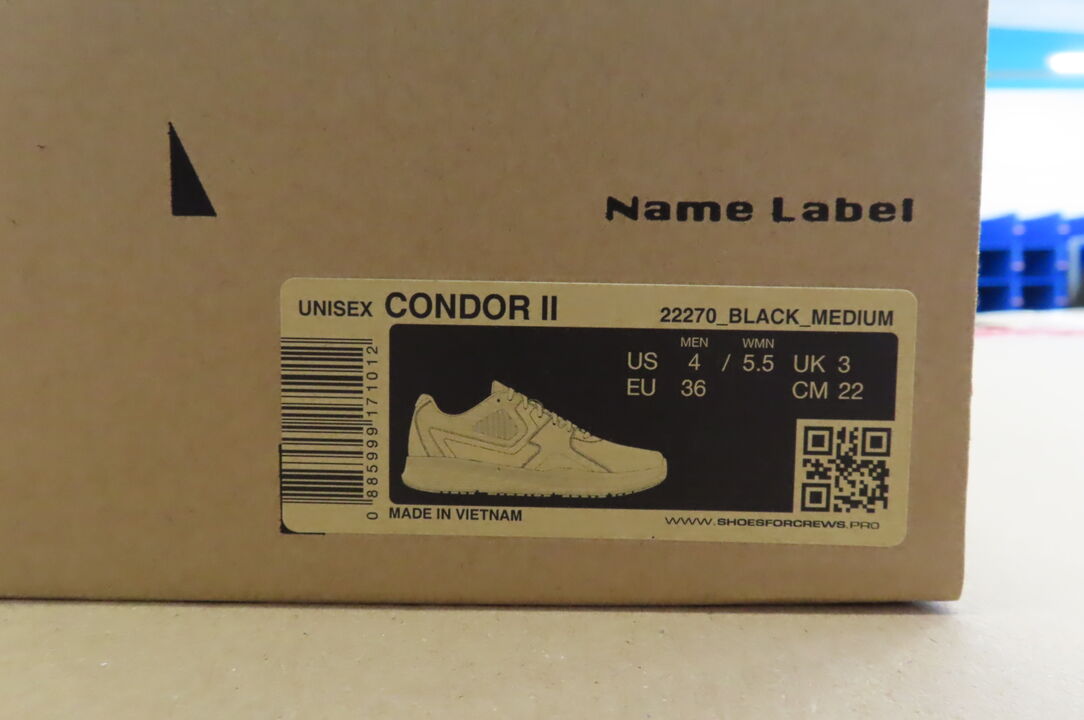 Name Label
UNISEX CONDOR II
22270_BLACK_MEDIUM
MEN WMN
US 4 / 5.5 UK 3
EU 36 CM 22
0 885999 171012
MADE IN VIETNAM
WWW.SHOESFORCREWS.PRO